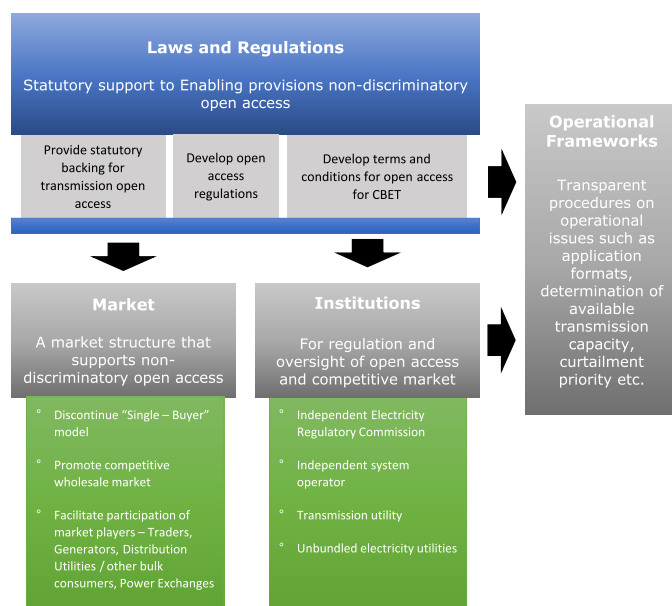 Laws and Regulations
Statutory support to Enabling provisions non-discriminatory
open access
Provide statutory
backing for
transmission open
access
Develop open
access
regulations
Develop terms and
conditions for open access
for CBET
Operational
Frameworks
Transparent
procedures on
operational
issues such as
application
formats,
determination of
available
transmission
capacity,
curtailment
priority etc.
Market
A market structure that
supports non-
discriminatory open access
° Discontinue “Single – Buyer”
model
° Promote competitive
wholesale market
° Facilitate participation of
market players – Traders,
Generators, Distribution
Utilities / other bulk
consumers, Power Exchanges
Institutions
For regulation and
oversight of open access
and competitive market
° Independent Electricity
Regulatory Commission
° Independent system
operator
° Transmission utility
° Unbundled electricity utilities